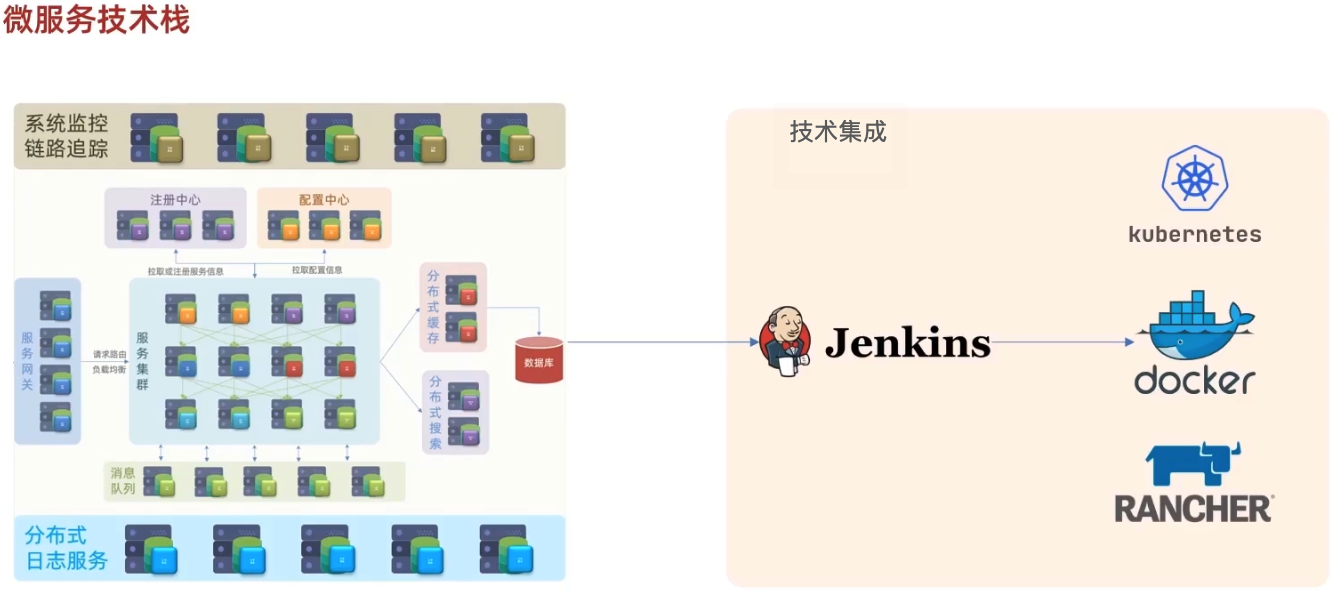 微服务技术栈
系统监控
链路追踪
注册中心
配置中心
拉取或注册服务信息
拉取配置信息
服务网关
请求路由
负载均衡
服务集群
分布式缓存
分布式搜索
数据库
消息
队列
分布式
日志服务
技术集成
kubernetes
Jenkins
docker
RANCHER